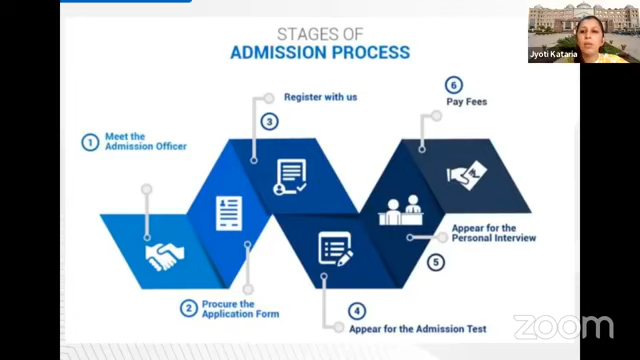 STAGES OF
ADMISSION PROCESS
Jyoti Kataria
1
Meet the
Admission Officer
2
Procure the
Application Form
3
Register with us
4
Appear for the Admission Test
5
Appear for the
Personal Interview
6
Pay Fees
zoom